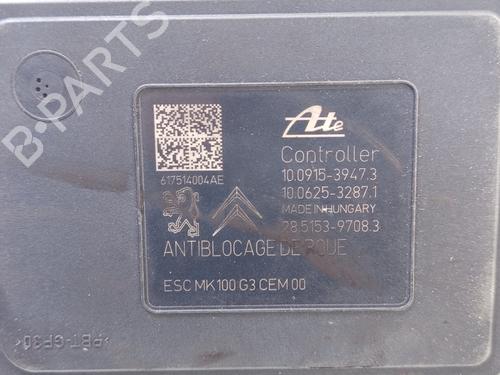 B-PARTS
Ate
Controller
10.0915-3947.3
617514004AE
10.0625-3287.1
MADE IN HUNGARY
28.5153-9708.3
ANTIBLOCAGE DE ROUE
ESC MK100 G3 CEM 00
>PBT-GF30<